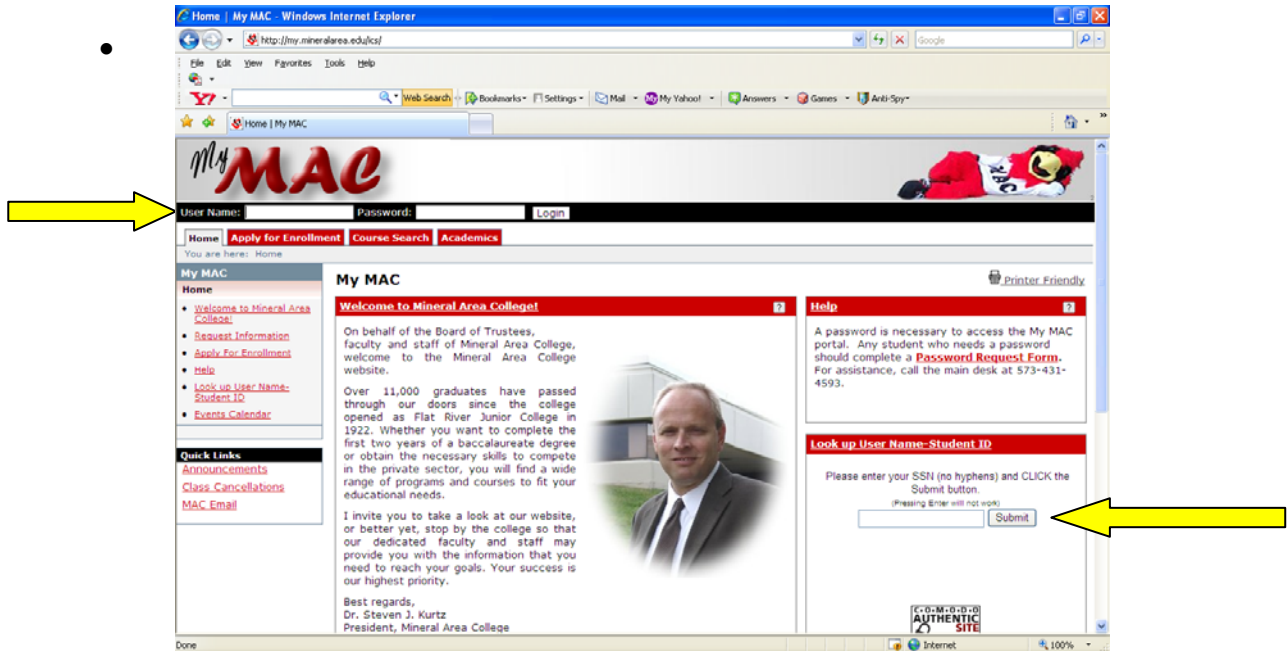 Home | My MAC - Windows Internet Explorer
http://my.mineralarea.edu/ics/
Google
File Edit View Favorites Tools Help
Y7 Web Search Bookmarks Settings Mail My Yahoo! Answers Games Anti-Spy
Home | My MAC
My MAC
MAC
User Name: Password: Login
Home Apply for Enrollment Course Search Academics
You are here: Home
My MAC
Home
• Welcome to Mineral Area
College!
• Request Information
• Apply For Enrollment
• Help
• Look up User Name-
Student ID
• Events Calendar
Quick Links
Announcements
Class Cancellations
MAC Email
My MAC
Printer Friendly
Welcome to Mineral Area College! ?
On behalf of the Board of Trustees,
faculty and staff of Mineral Area College,
welcome to the Mineral Area College
website.
Over 11,000 graduates have passed
through our doors since the college
opened as Flat River Junior College in
1922. Whether you want to complete the
first two years of a baccalaureate degree
or obtain the necessary skills to compete
in the private sector, you will find a wide
range of programs and courses to fit your
educational needs.
I invite you to take a look at our website,
or better yet, stop by the college so that
our dedicated faculty and staff may
provide you with the information that you
need to reach your goals. Your success is
our highest priority.
Best regards,
Dr. Steven J. Kurtz
President, Mineral Area College
Help ?
A password is necessary to access the My MAC
portal. Any student who needs a password
should complete a Password Request Form.
For assistance, call the main desk at 573-431-
4593.
Look up User Name-Student ID
Please enter your SSN (no hyphens) and CLICK the
Submit button.
(Pressing Enter will not work)
Submit
C·O·M·O·D·O
AUTHENTIC
SITE
Done Internet 100%